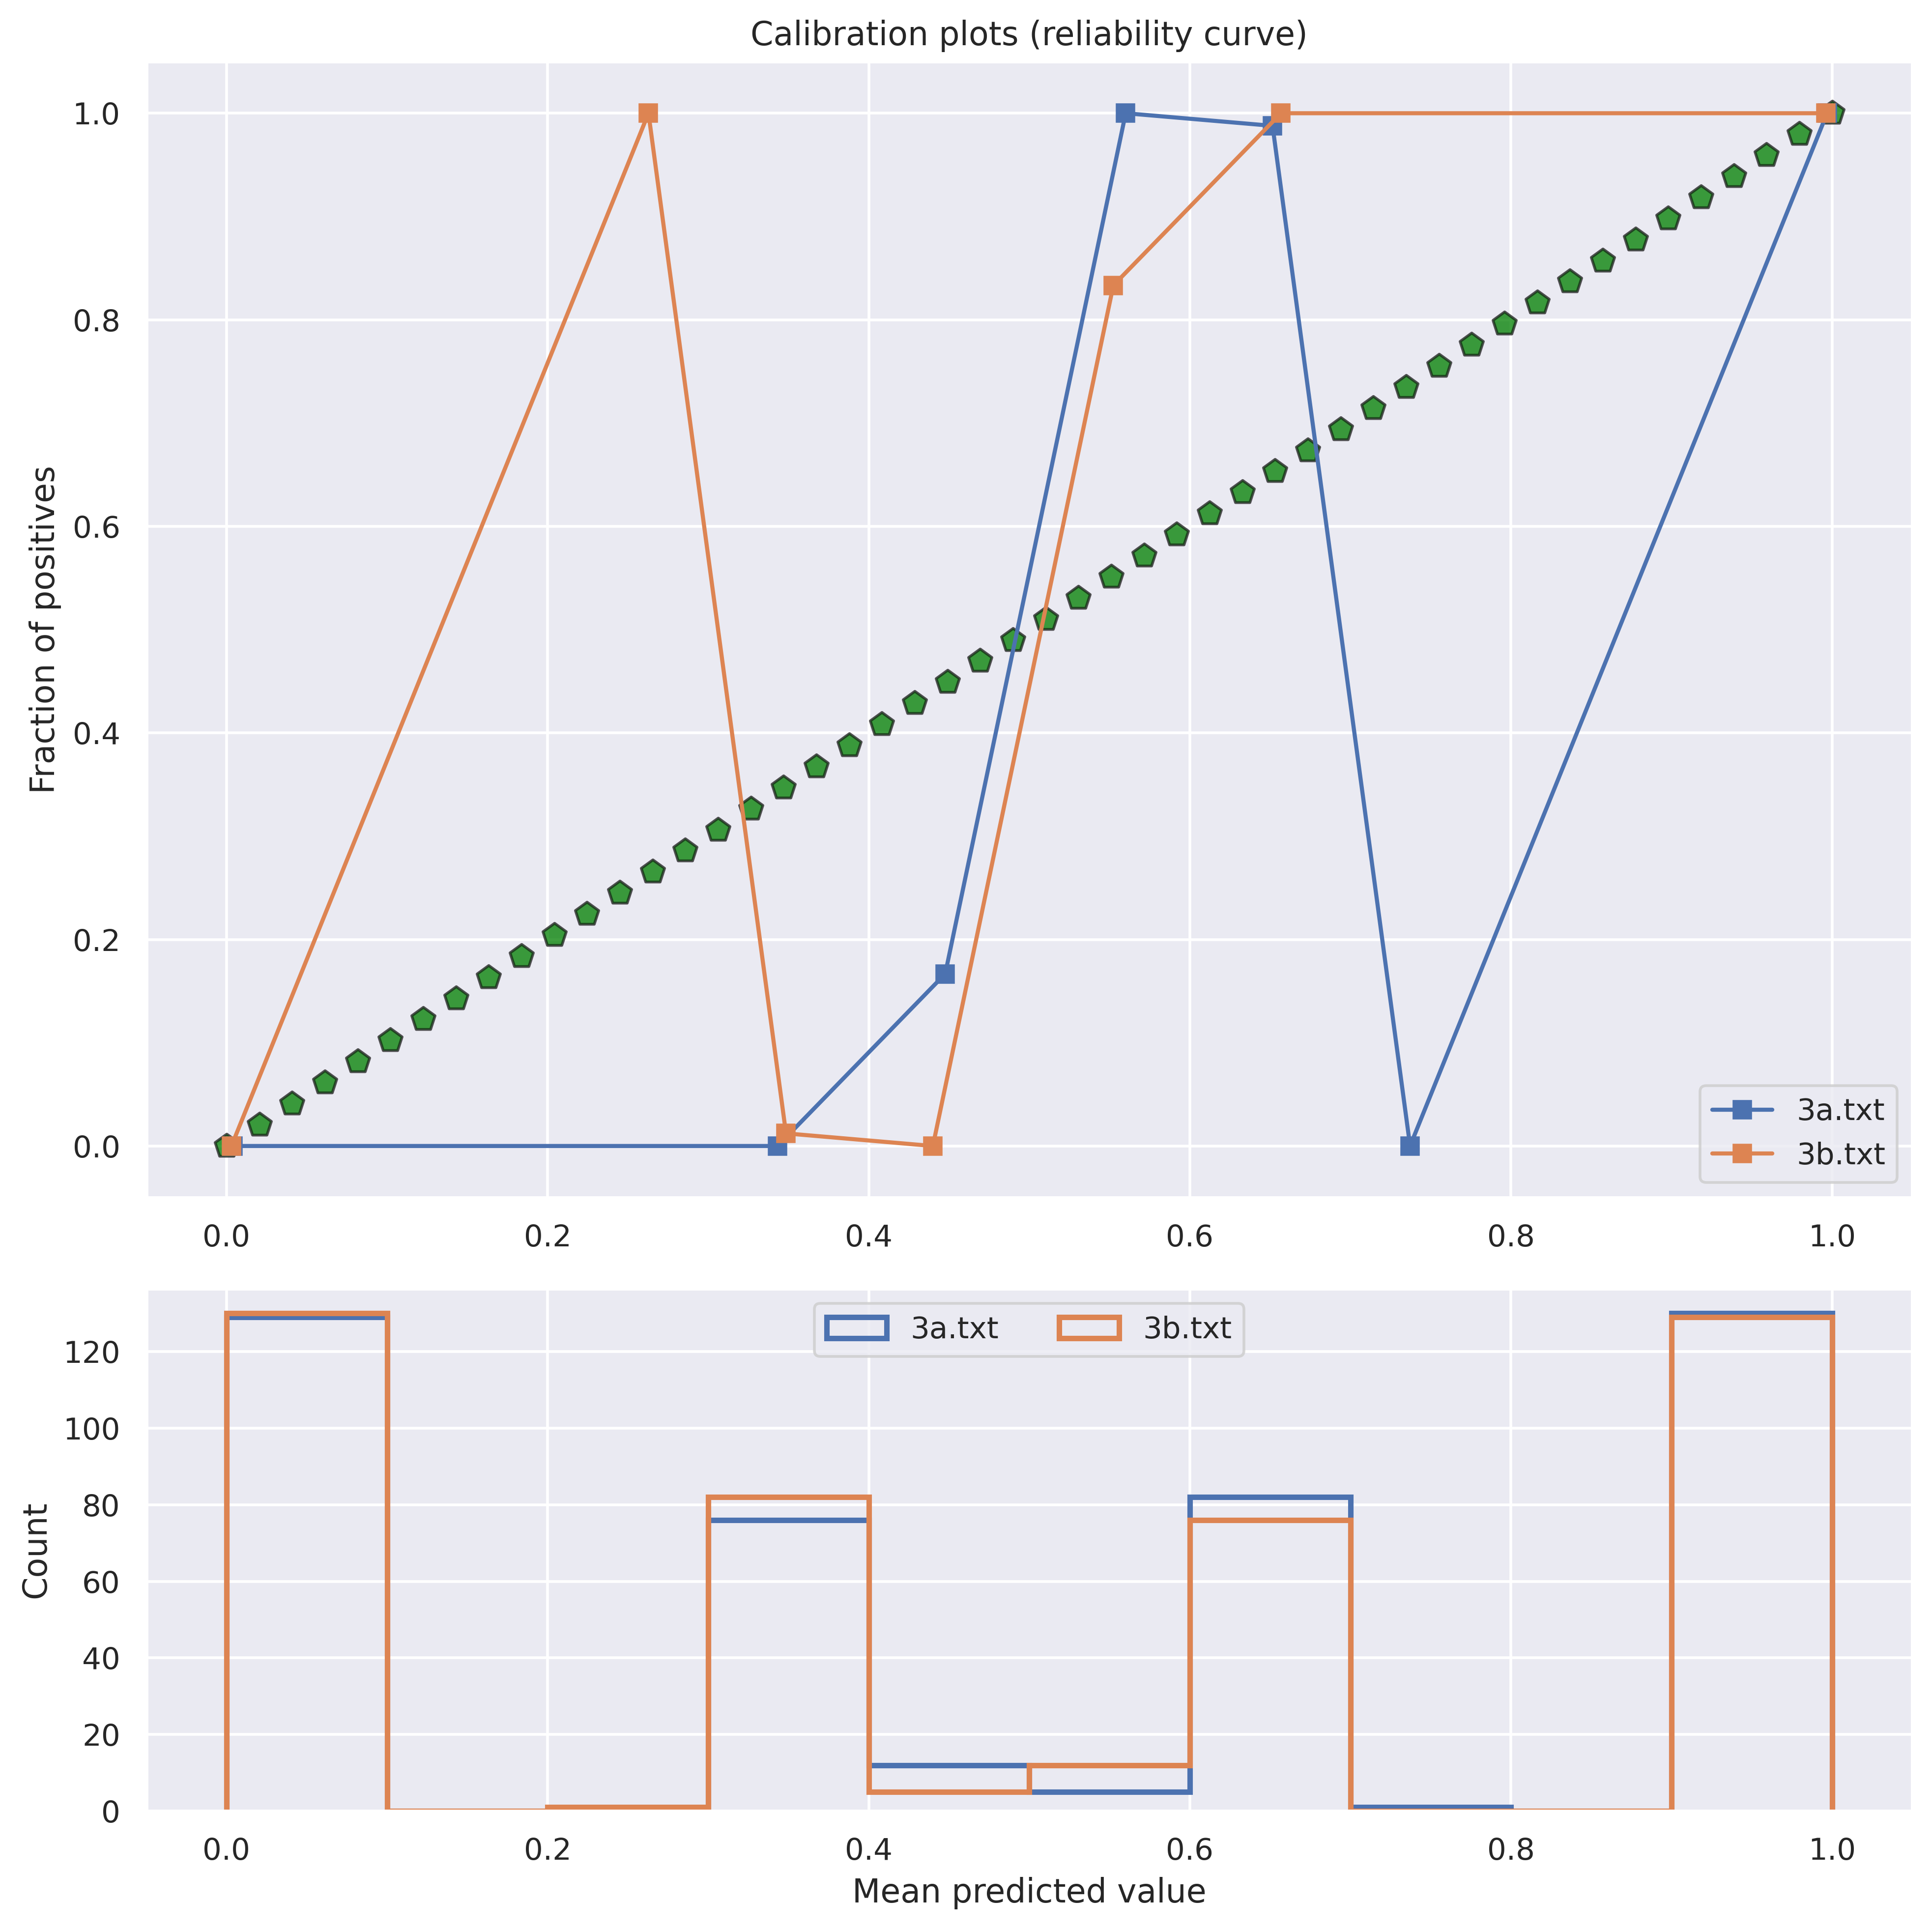 Calibration plots (reliability curve)
Fraction of positives
1.0
0.8
0.6
0.4
0.2
0.0
3a.txt
3b.txt
0.0 0.2 0.4 0.6 0.8 1.0
3a.txt 3b.txt
Count
120
100
80
60
40
20
0
0.0 0.2 0.4 0.6 0.8 1.0
Mean predicted value